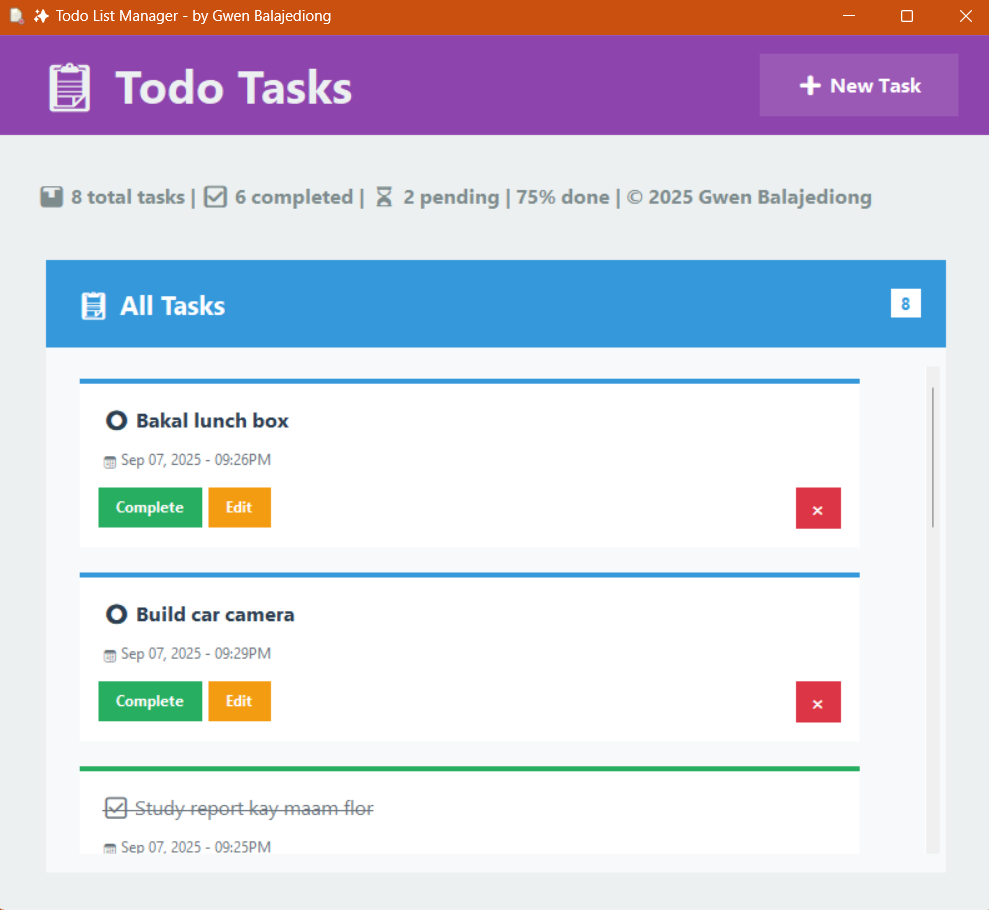 Todo List Manager - by Gwen Balajediong
Todo Tasks
New Task
8 total tasks | 6 completed | 2 pending | 75% done | © 2025 Gwen Balajediong
All Tasks
8
Bakal lunch box
Sep 07, 2025 - 09:26PM
Complete Edit ×
Build car camera
Sep 07, 2025 - 09:29PM
Complete Edit ×
Study report kay maam flor
Sep 07, 2025 - 09:25PM